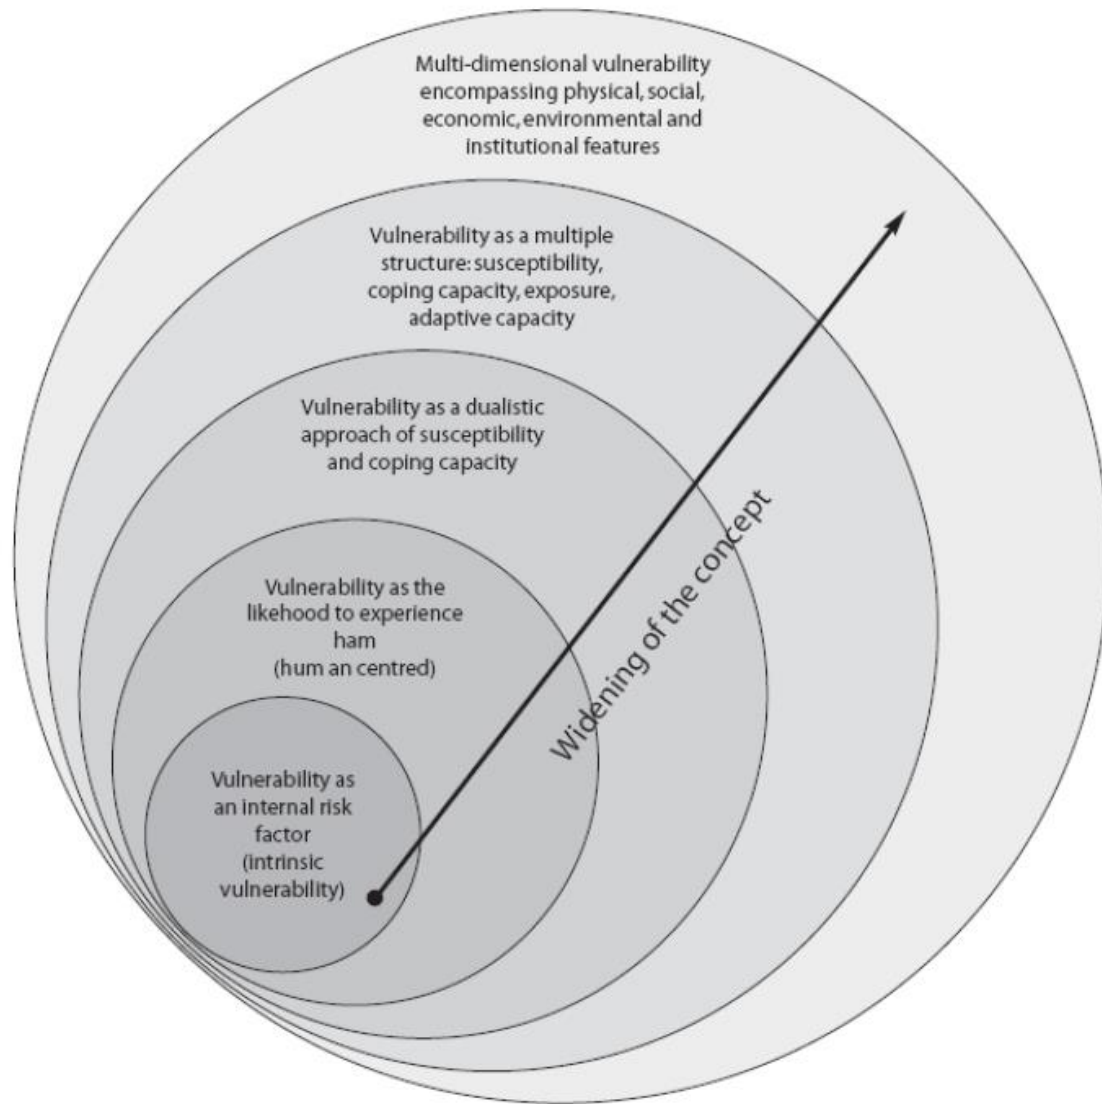 Multi-dimensional vulnerability
encompassing physical, social,
economic, environmental and
institutional features
Vulnerability as a multiple
structure: susceptibility,
coping capacity, exposure,
adaptive capacity
Vulnerability as a dualistic
approach of susceptibility
and coping capacity
Vulnerability as the
likehood to experience
ham
(hum an centred)
Vulnerability as
an internal risk
factor
(intrinsic
vulnerability)
Widening of the concept